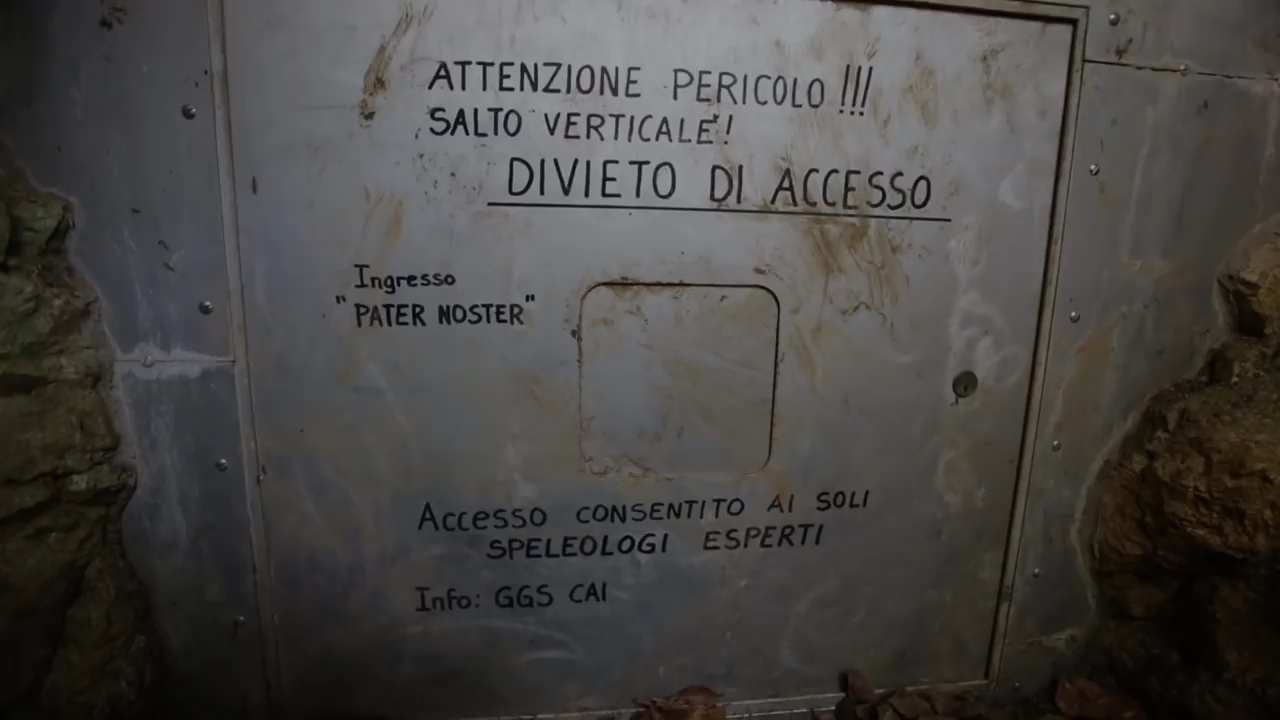 ATTENZIONE PERICOLO !!!
SALTO VERTICALE!
DIVIETO DI ACCESSO
Ingresso
"PATER NOSTER"
Accesso CONSENTITO AI SOLI
SPELEOLOGI ESPERTI
Info: GGS CAI